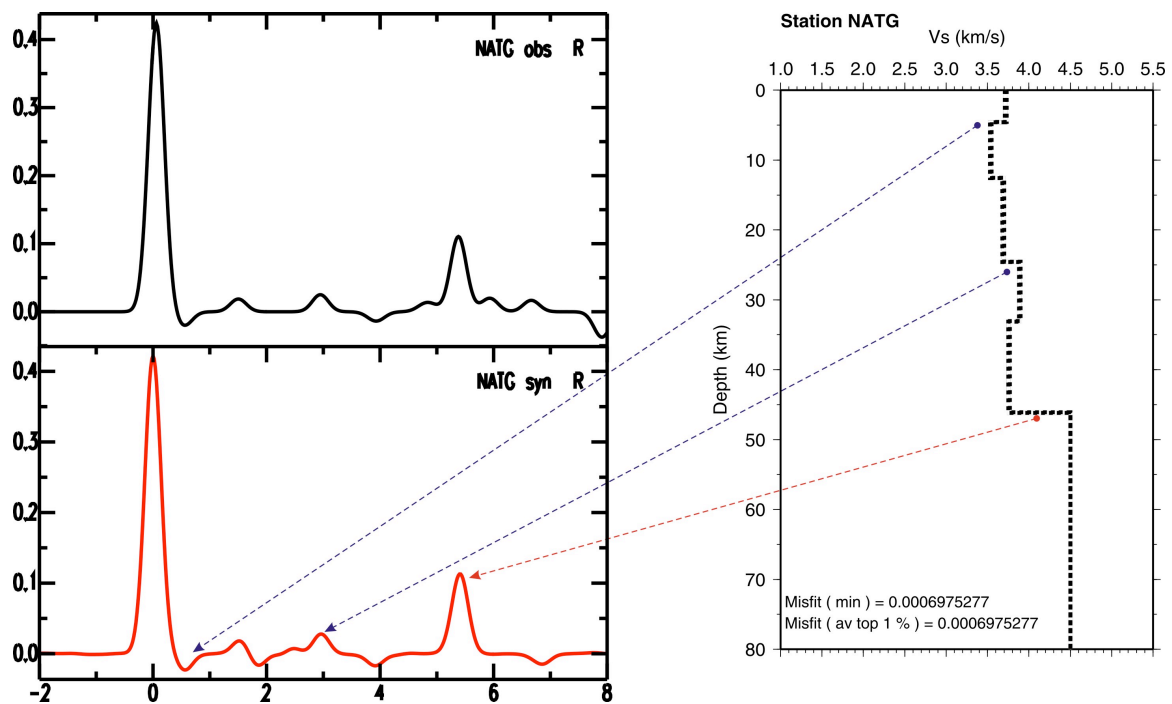 NATG obs R
0.4
0.3
0.2
0.1
0.0
NATG syn R
0.4
0.3
0.2
0.1
0.0
-2 0 2 4 6 8
Station NATG
Vs (km/s)
1.0 1.5 2.0 2.5 3.0 3.5 4.0 4.5 5.0 5.5
0
10
20
30
40
50
60
70
80
Depth (km)
Misfit ( min ) = 0.0006975277
Misfit ( av top 1 % ) = 0.0006975277